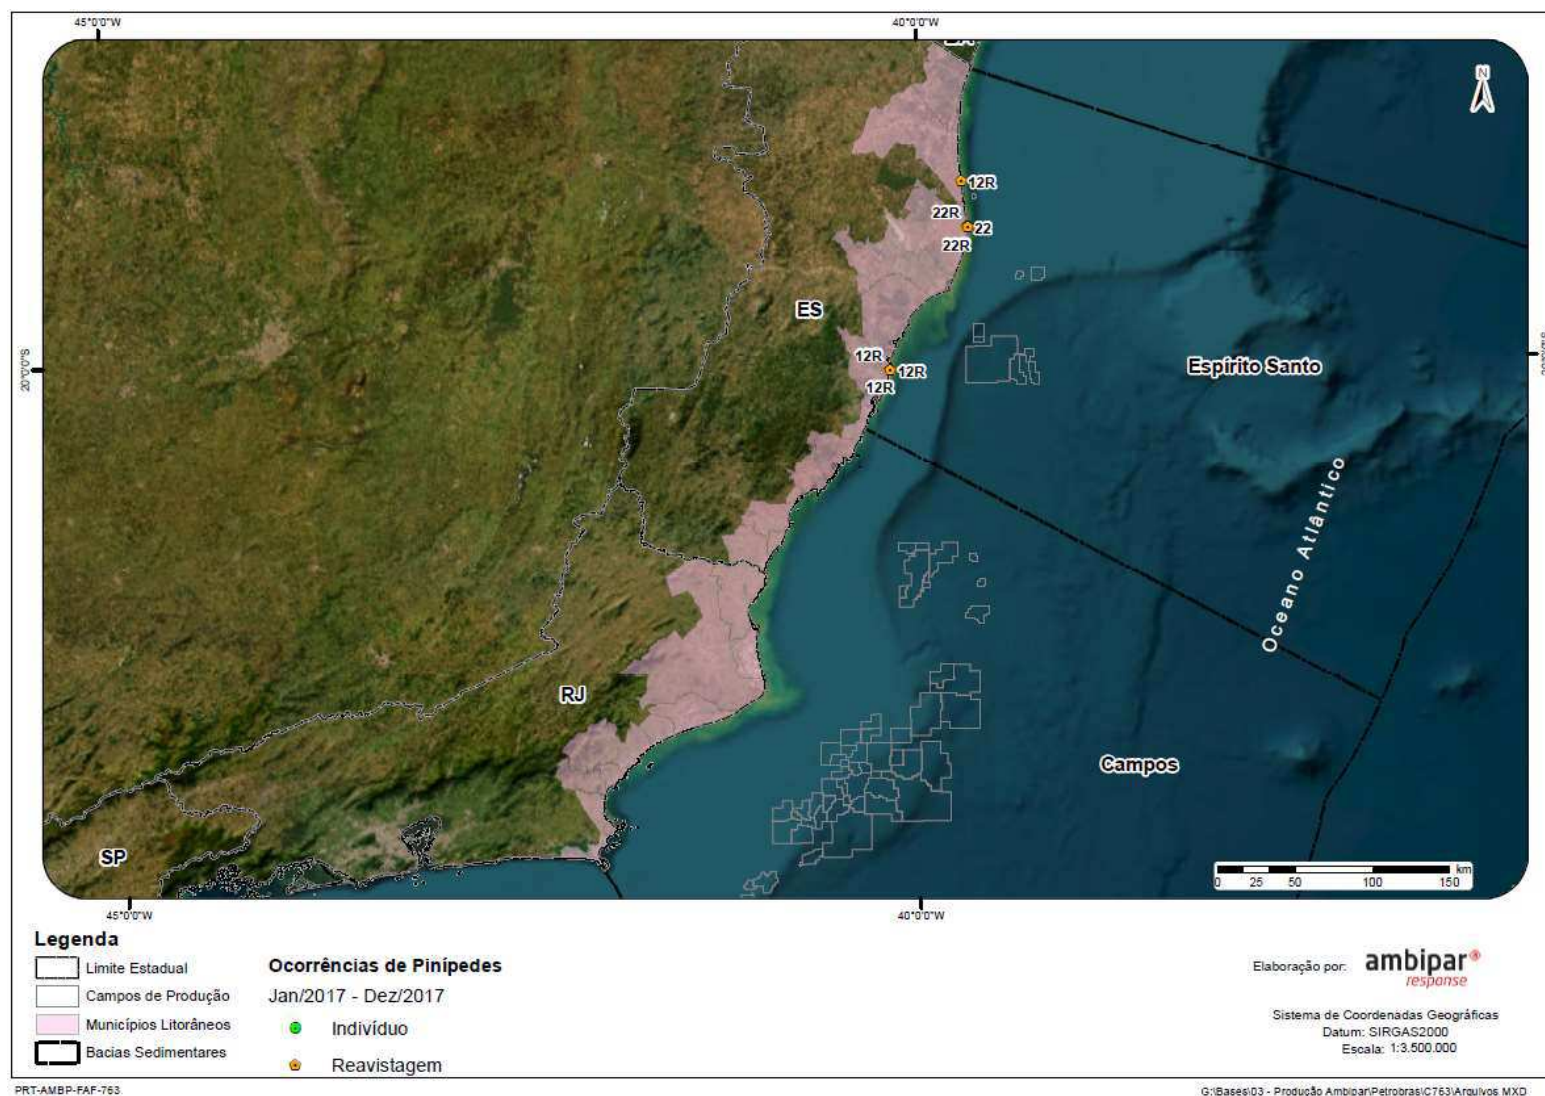 45°0'0"W
40°0'0"W
12R
22R
22
22R
ES
20°0'0"S
12R
12R
12R
Espírito Santo
Oceano Atlântico
RJ
Campos
SP
N
km
0 25 50 100 150
45°0'0"W
40°0'0"W
Legenda
Limite Estadual
Campos de Produção
Municípios Litorâneos
Bacias Sedimentares
Ocorrências de Pinípedes
Jan/2017 - Dez/2017
Indivíduo
Reavistagem
Elaboração por:
ambipar®
response
Sistema de Coordenadas Geográficas
Datum: SIRGAS2000
Escala: 1:3.500.000
PRT-AMBP-FAF-763
G:\Bases\03 - Produção Ambipar\Petrobras\C763\Arquivos MXD